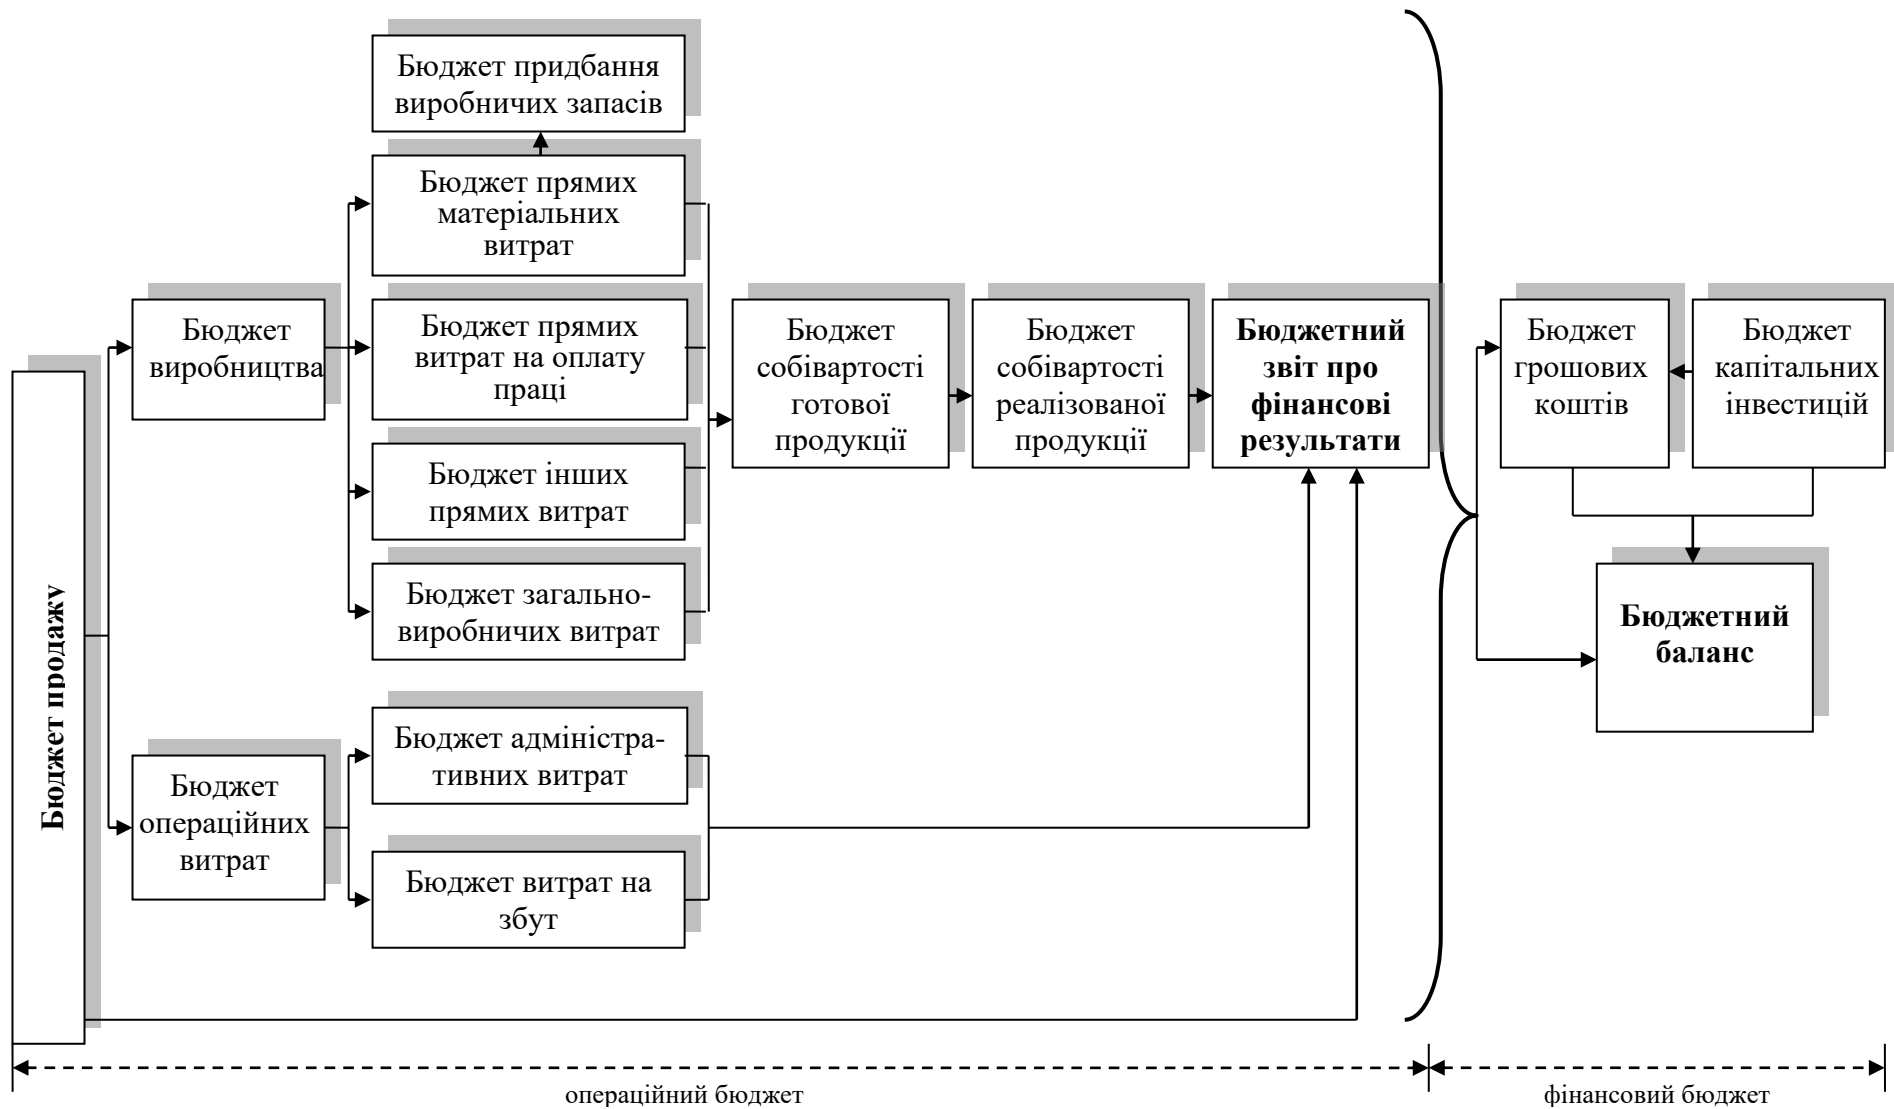 Бюджет придбання
виробничих запасів
Бюджет прямих
матеріальних
витрат
Бюджет
виробництва
Бюджет прямих
витрат на оплату
праці
Бюджет інших
прямих витрат
Бюджет загально-
виробничих витрат
Бюджет
собівартості
готової
продукції
Бюджет
собівартості
реалізованої
продукції
Бюджетний
звіт про
фінансові
результати
Бюджет
грошових
коштів
Бюджет
капітальних
інвестицій
Бюджетний
баланс
Бюджет продажу
Бюджет
операційних
витрат
Бюджет адміністра-
тивних витрат
Бюджет витрат на
збут
операційний бюджет
фінансовий бюджет